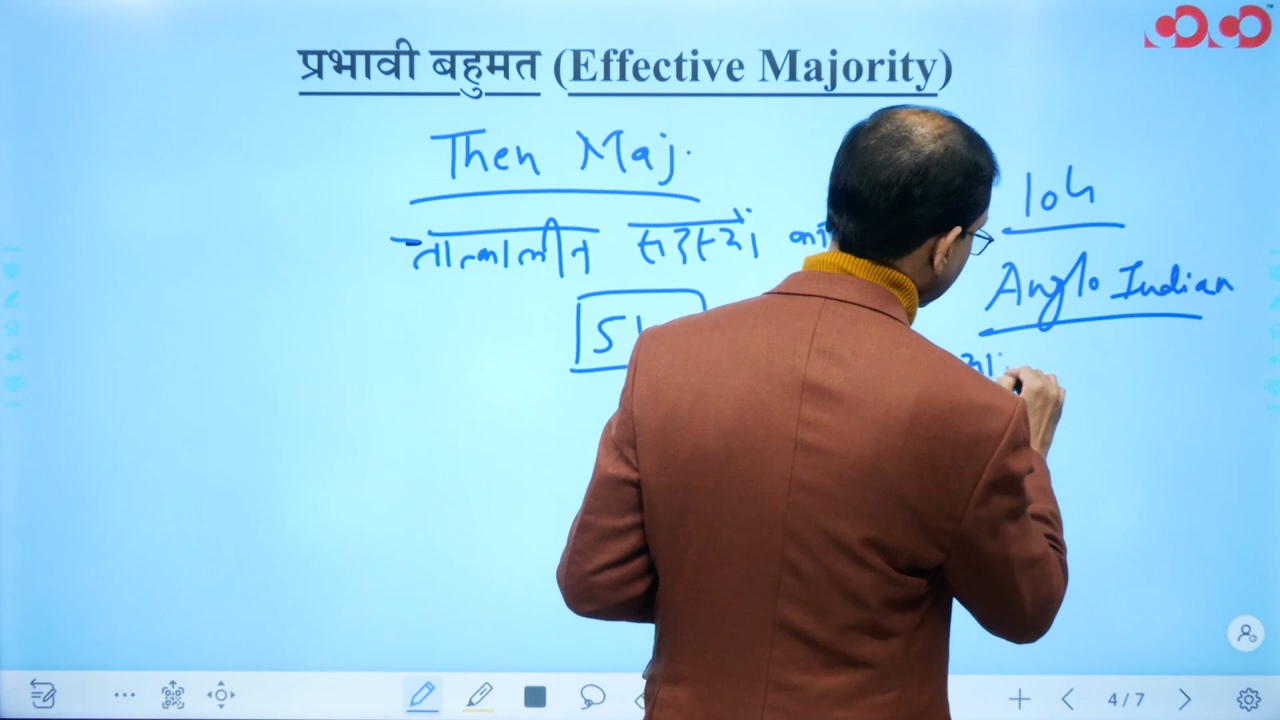 प्रभावी बहुमत (Effective Majority)
Then Maj.
तात्कालीन सदस्यों का
104
Anglo Indian
4/7